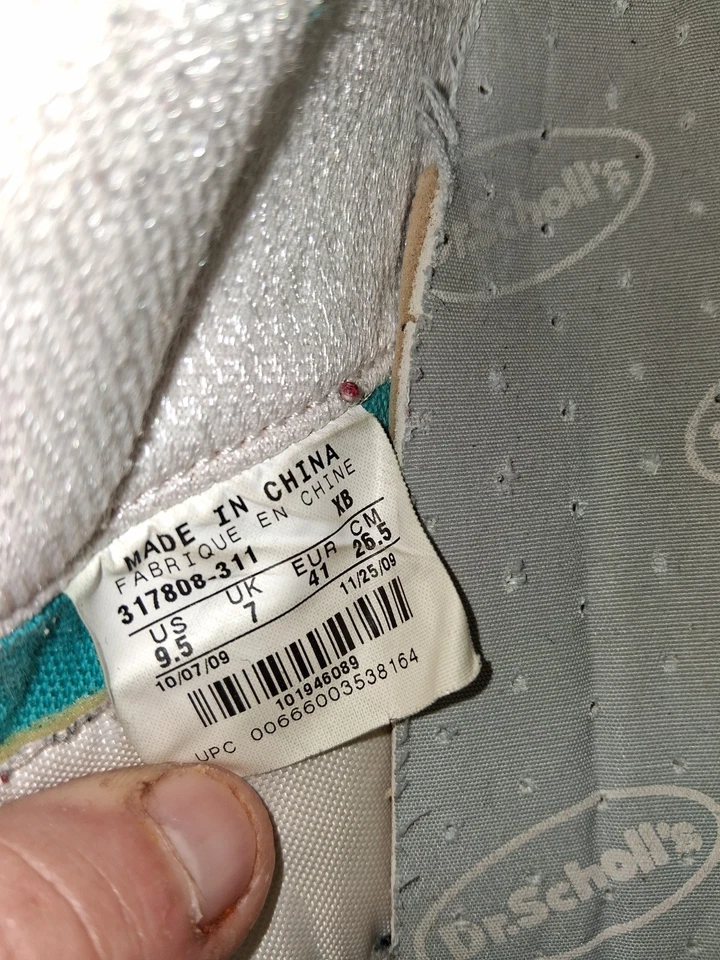 Dr.Scholl's
MADE IN CHINA
FABRIQUE EN CHINE
317808-311 XB
US UK EUR CM
9.5 7 41 26.5
10/07/09 11/25/09
101946089
UPC 00666003538164
Dr.Scholl's